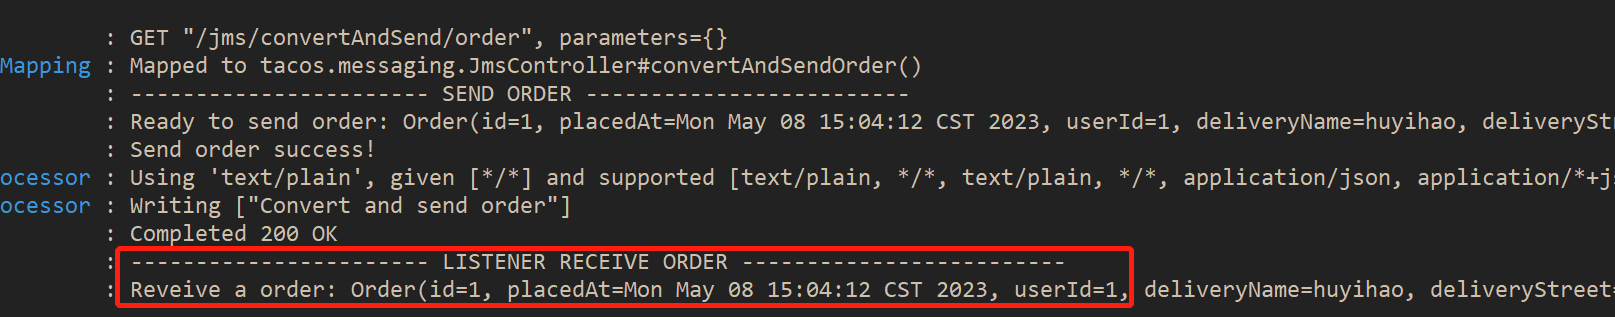 : GET "/jms/convertAndSend/order", parameters={}
Mapping : Mapped to tacos.messaging.JmsController#convertAndSendOrder()
: ----------------------- SEND ORDER -------------------------
: Ready to send order: Order(id=1, placedAt=Mon May 08 15:04:12 CST 2023, userId=1, deliveryName=huyihao, deliveryStr
: Send order success!
ocessor : Using 'text/plain', given [*/*] and supported [text/plain, */*, text/plain, */*, application/json, application/*+js
ocessor : Writing ["Convert and send order"]
: Completed 200 OK
: ----------------------- LISTENER RECEIVE ORDER -------------------------
: Reveive a order: Order(id=1, placedAt=Mon May 08 15:04:12 CST 2023, userId=1, deliveryName=huyihao, deliveryStreet=